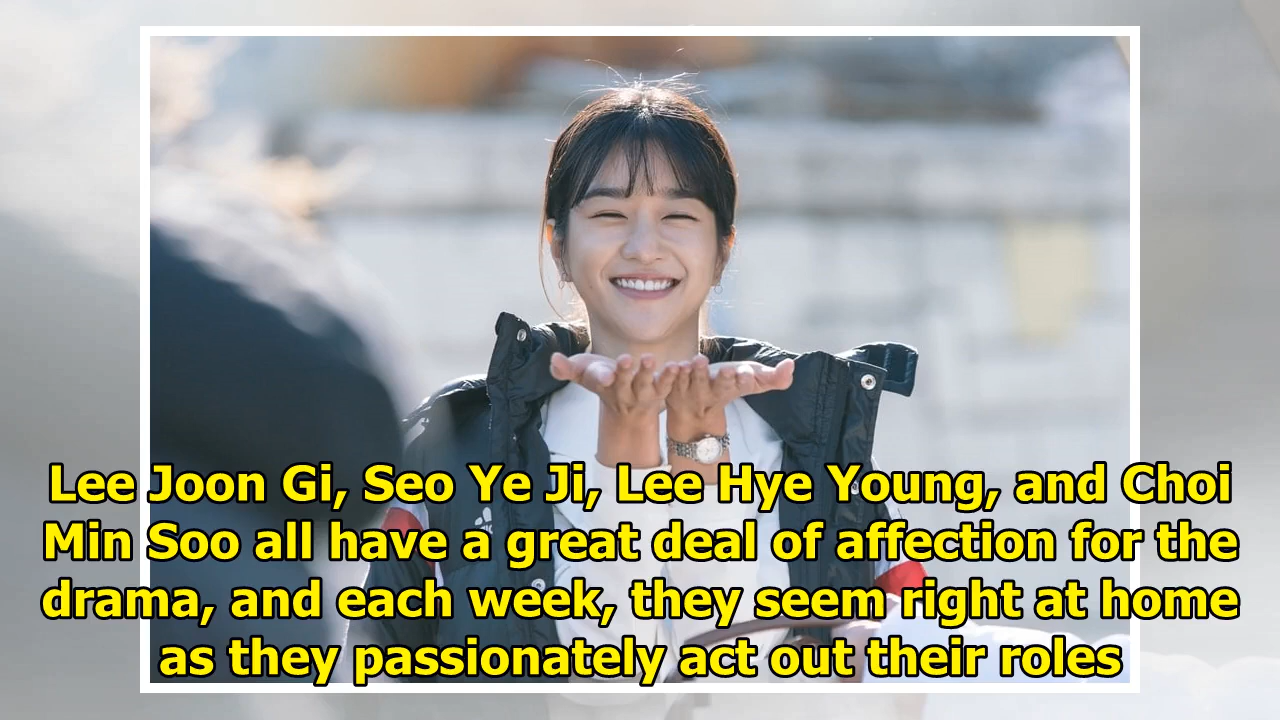 Lee Joon Gi, Seo Ye Ji, Lee Hye Young, and Choi
Min Soo all have a great deal of affection for the
drama, and each week, they seem right at home
as they passionately act out their roles